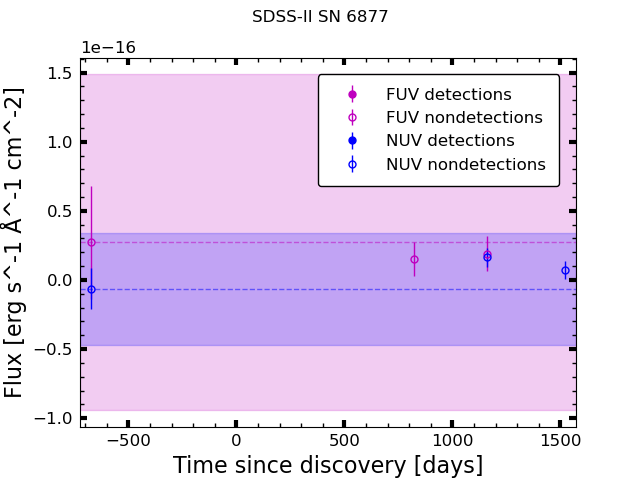 SDSS-II SN 6877
1e−16
1.5
1.0
0.5
0.0
−0.5
−1.0
Flux [erg s^-1 Å^-1 cm^-2]
FUV detections
FUV nondetections
NUV detections
NUV nondetections
−500
0
500
1000
1500
Time since discovery [days]